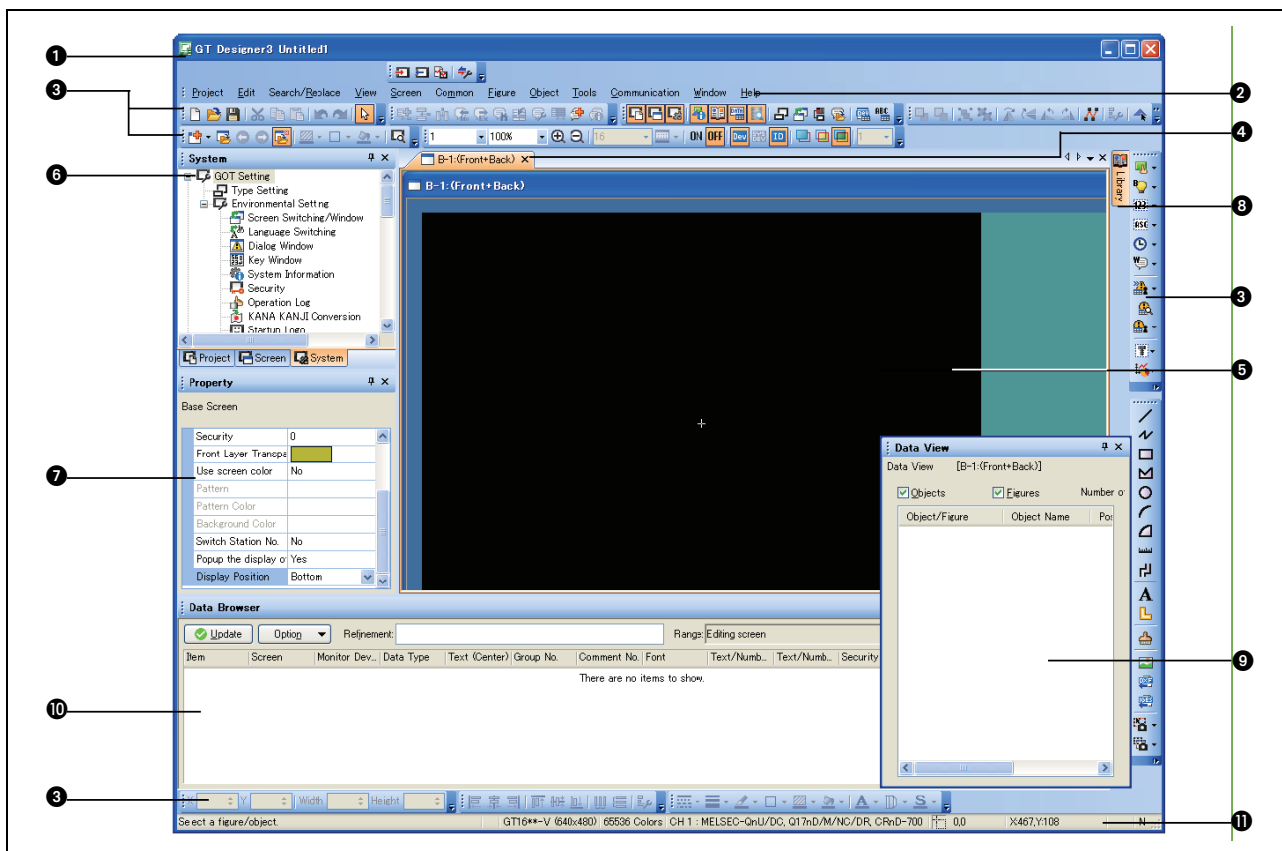 GT Designer3 Untitled1
Project Edit Search/Replace View Screen Common Figure Object Tools Communication Window Help
1 100% 16 ON OFF Dev ID 1
System
B-1:(Front+Back)
GOT Setting
Type Setting
Environmental Setting
Screen Switching/Window
Language Switching
Dialog Window
Key Window
System Information
Security
Operation Log
KANA KANJI Conversion
Startup Logo
Project Screen System
B-1:(Front+Back)
Library
Property
Base Screen
Security 0
Front Layer Transpa
Use screen color No
Pattern
Pattern Color
Background Color
Switch Station No. No
Popup the display o Yes
Display Position Bottom
Data View
Data View [B-1:(Front+Back)]
Objects Figures Number o
Object/Figure Object Name Po
Data Browser
Update Option Refinement: Range: Editing screen
Item Screen Monitor Dev... Data Type Text (Center) Group No. Comment No. Font Text/Numb... Text/Numb... Security
There are no items to show.
X Y Width Height
Select a figure/object. GT16**-V (640x480) 65536 Colors CH 1 : MELSEC-QnU/DC, Q17nD/M/NC/DR, CRnD-700 0,0 X:467,Y:108 N
1
3
2
3
4
6
8
3
5
7
9
10
3
11